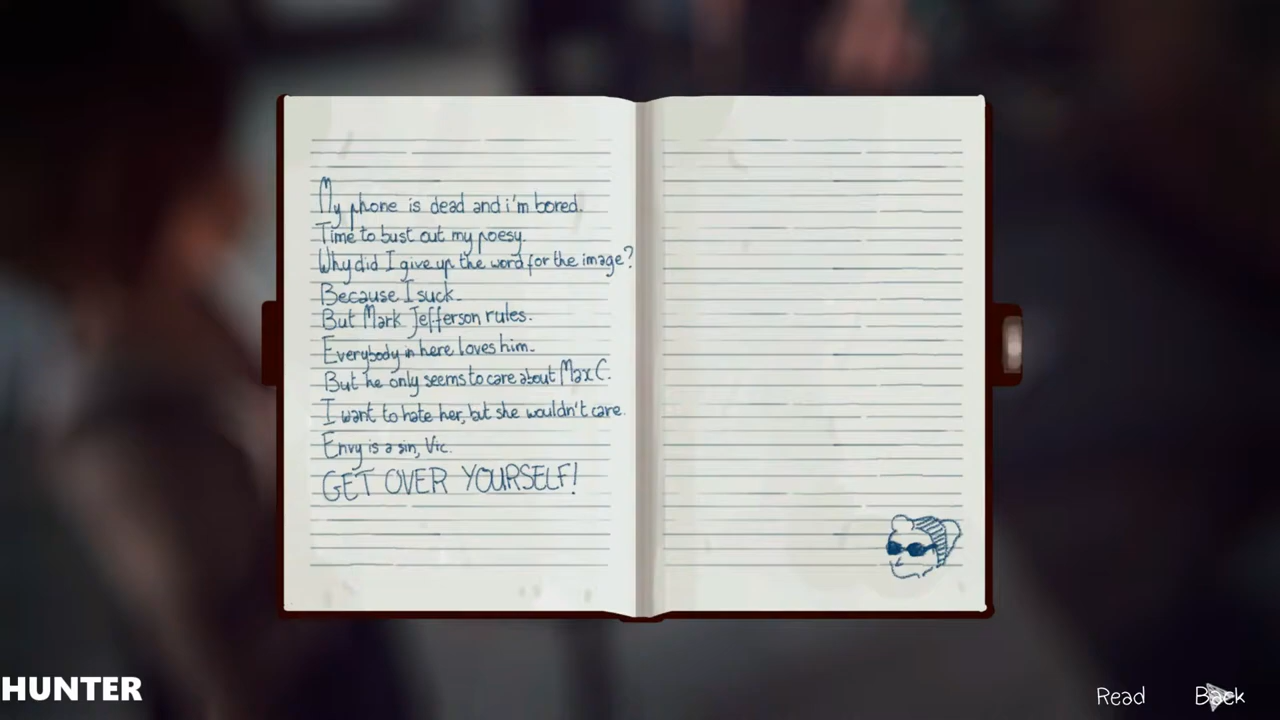 My phone is dead and i'm bored.
Time to bust out my poesy.
Why did I give up the word for the image?
Because I suck.
But Mark Jefferson rules.
Everybody in here loves him.
But he only seems to care about Max C.
I want to hate her, but she wouldn't care.
Envy is a sin, Vic.
GET OVER YOURSELF!
HUNTER
Read
Back